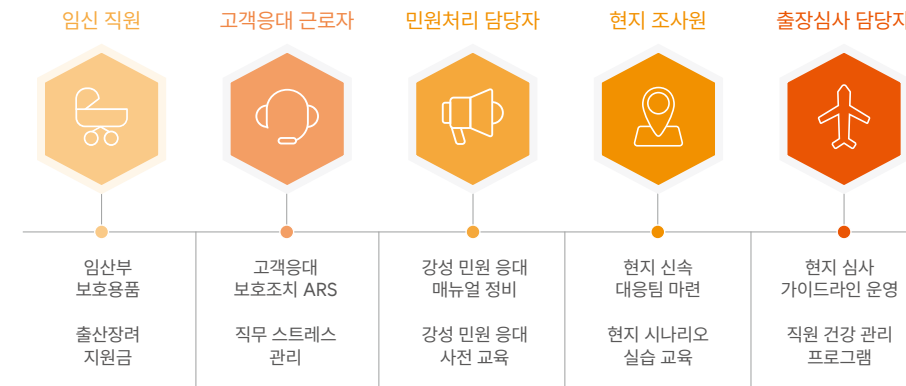 임신 직원
고객응대 근로자
민원처리 담당자
현지 조사원
출장심사 담당자
임산부
보호용품
출산장려
지원금
고객응대
보호조치 ARS
직무 스트레스
관리
강성 민원 응대
매뉴얼 정비
강성 민원 응대
사전 교육
현지 신속
대응팀 마련
현지 시나리오
실습 교육
현지 심사
가이드라인 운영
직원 건강 관리
프로그램